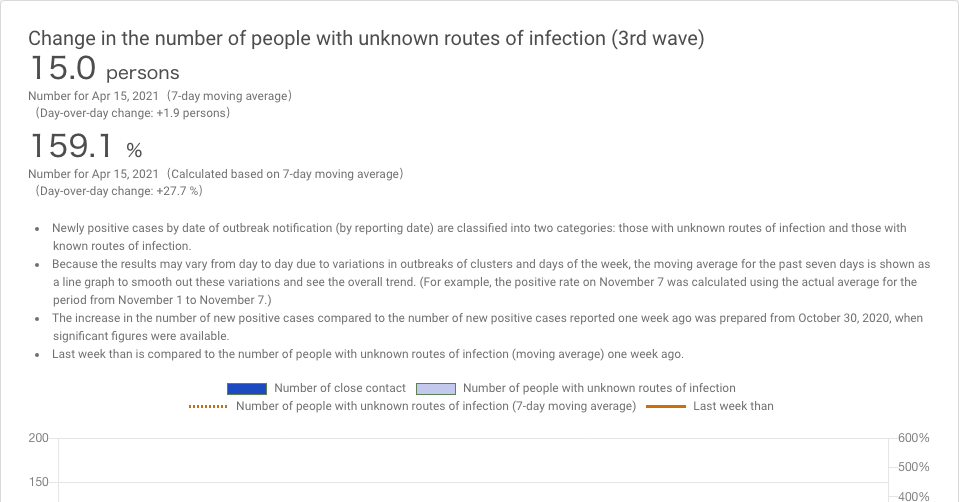 Change in the number of people with unknown routes of infection (3rd wave)
15.0 persons
Number for Apr 15, 2021（7-day moving average）
（Day-over-day change: +1.9 persons）
159.1 %
Number for Apr 15, 2021（Calculated based on 7-day moving average）
（Day-over-day change: +27.7 %）
• Newly positive cases by date of outbreak notification (by reporting date) are classified into two categories: those with unknown routes of infection and those with
known routes of infection.
• Because the results may vary from day to day due to variations in outbreaks of clusters and days of the week, the moving average for the past seven days is shown as
a line graph to smooth out these variations and see the overall trend. (For example, the positive rate on November 7 was calculated using the actual average for the
period from November 1 to November 7.)
• The increase in the number of new positive cases compared to the number of new positive cases reported one week ago was prepared from October 30, 2020, when
significant figures were available.
• Last week than is compared to the number of people with unknown routes of infection (moving average) one week ago.
Number of close contact Number of people with unknown routes of infection
Number of people with unknown routes of infection (7-day moving average) Last week than
200 600%
500%
150
400%